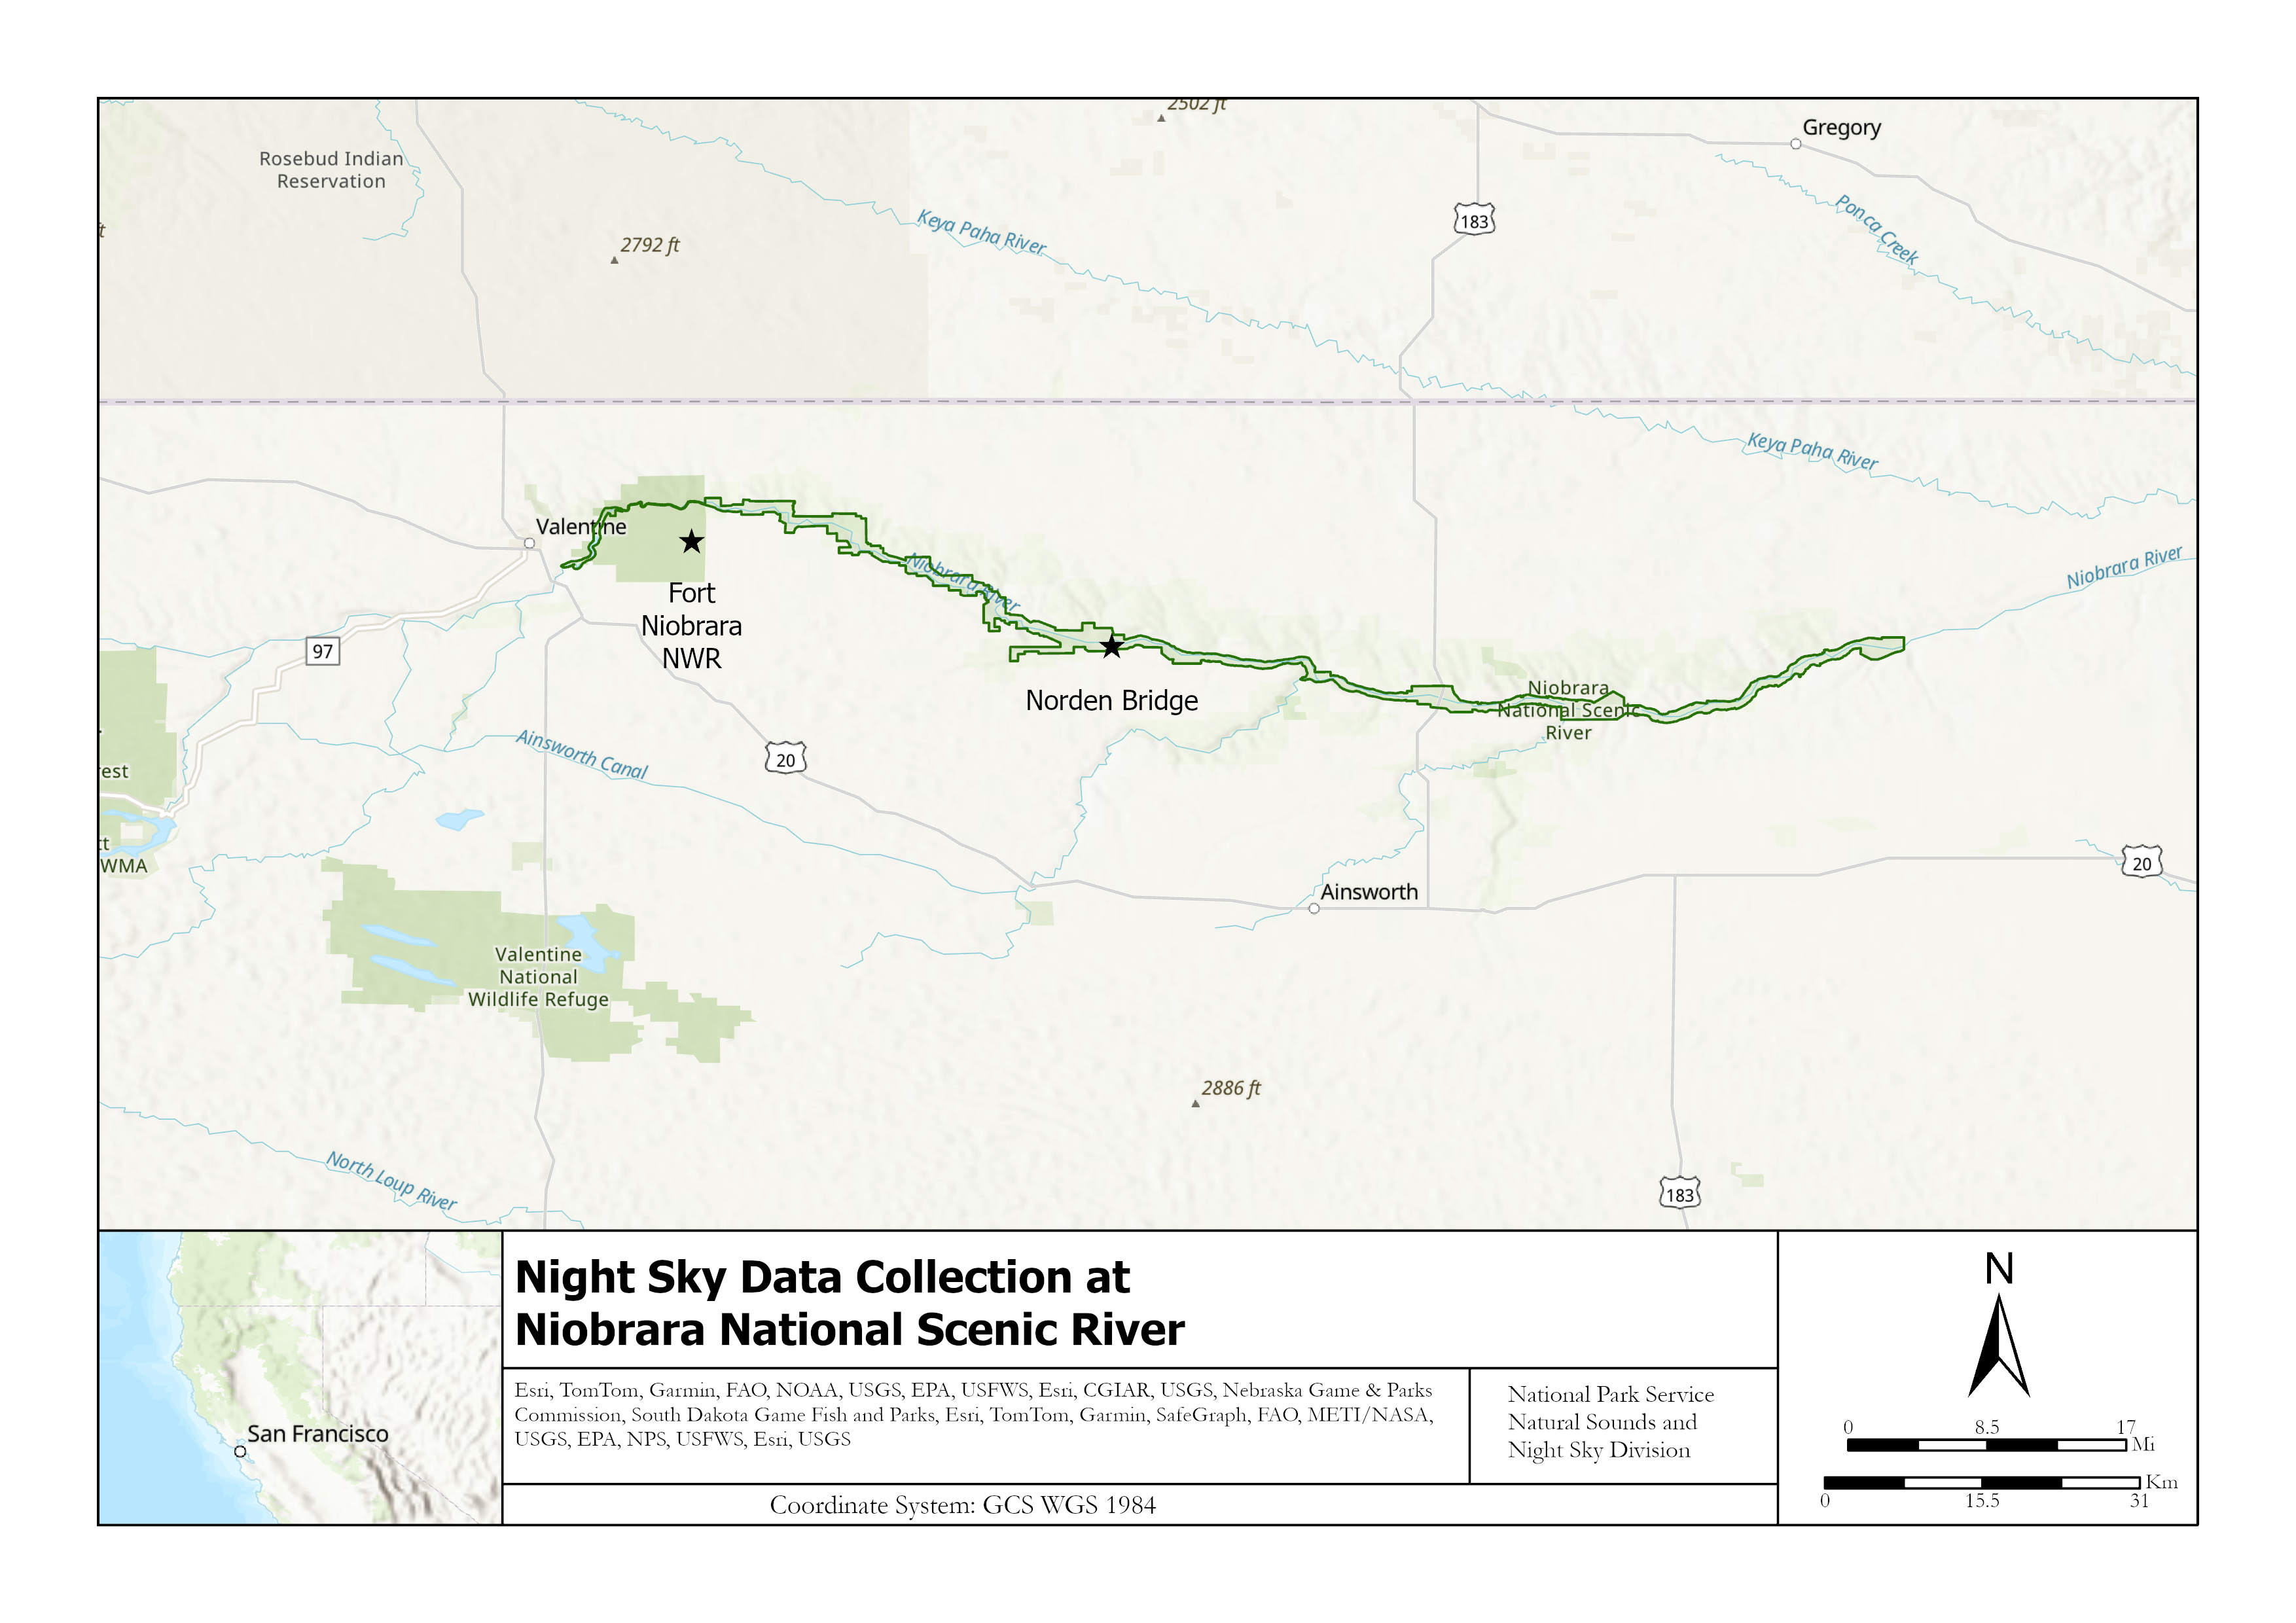 2502 ft
Gregory
Rosebud Indian
Reservation
Ponca Creek
Keya Paha River
183
ft
2792 ft
Keya Paha River
Valentine
Niobrara River
Niobrara River
Fort
Niobrara
NWR
97
Norden Bridge
Niobrara
National Scenic
River
Ainsworth Canal
20
rest
tt
WMA
20
Ainsworth
Valentine
National
Wildlife Refuge
2886 ft
North Loup River
183
Night Sky Data Collection at
Niobrara National Scenic River
Esri, TomTom, Garmin, FAO, NOAA, USGS, EPA, USFWS, Esri, CGIAR, USGS, Nebraska Game & Parks
Commission, South Dakota Game Fish and Parks, Esri, TomTom, Garmin, SafeGraph, FAO, METI/NASA,
USGS, EPA, NPS, USFWS, Esri, USGS
National Park Service
Natural Sounds and
Night Sky Division
Coordinate System: GCS WGS 1984
San Francisco
N
0 8.5 17
Mi
Km
0 15.5 31